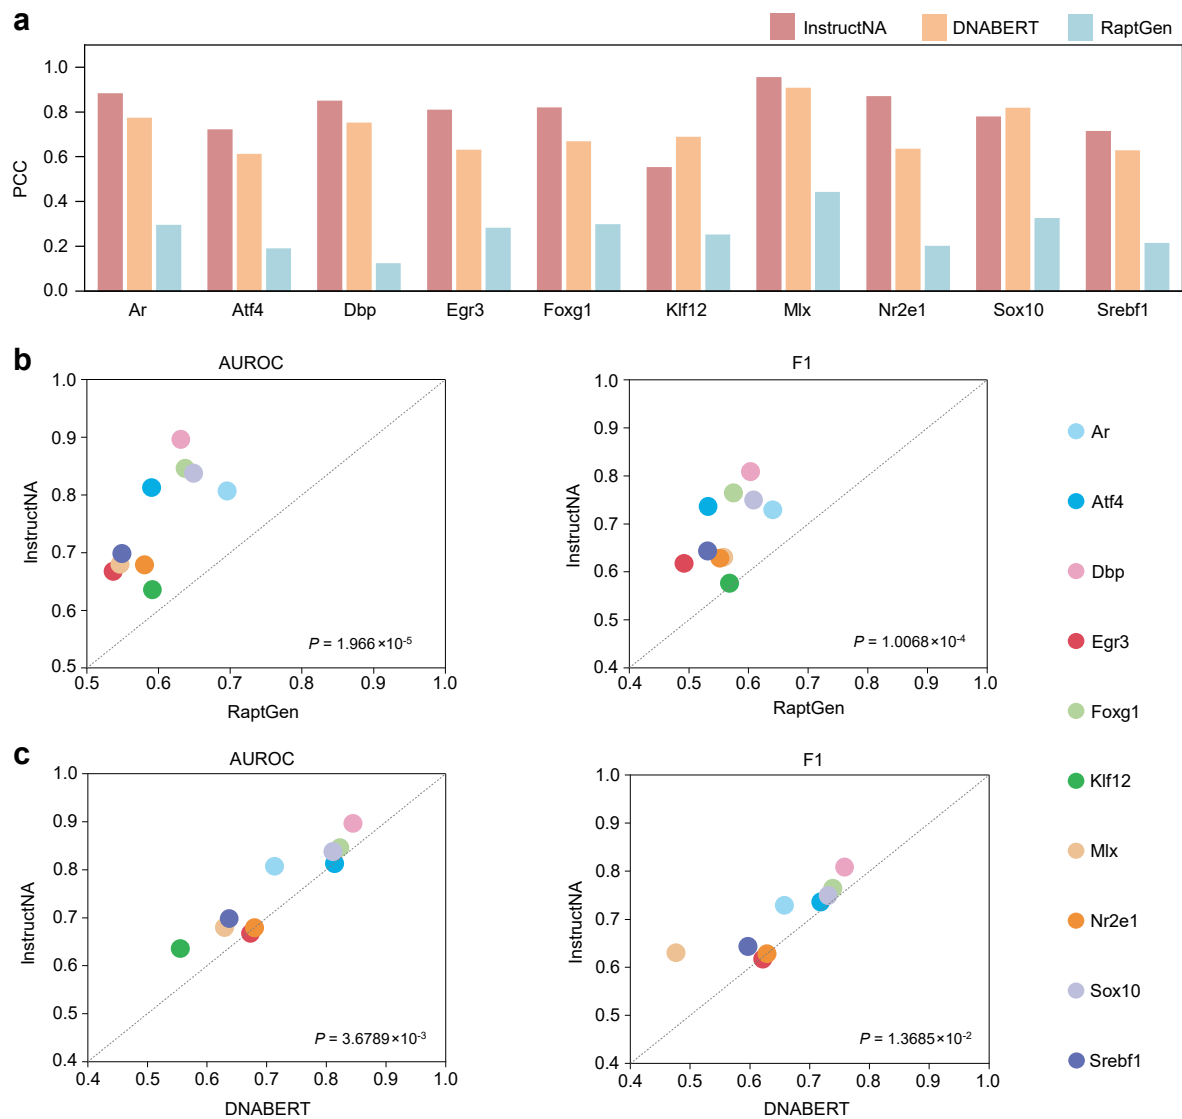 a
InstructNA DNABERT RaptGen
PCC
1.0
0.8
0.6
0.4
0.2
0.0
Ar Atf4 Dbp Egr3 Foxg1 Klf12 Mlx Nr2e1 Sox10 Srebf1
b
AUROC
InstructNA
1.0
0.9
0.8
0.7
0.6
0.5
P = 1.966×10-5
0.5 0.6 0.7 0.8 0.9 1.0
RaptGen
F1
InstructNA
1.0
0.9
0.8
0.7
0.6
0.5
0.4
P = 1.0068×10-4
0.4 0.5 0.6 0.7 0.8 0.9 1.0
RaptGen
c
AUROC
InstructNA
1.0
0.9
0.8
0.7
0.6
0.5
0.4
P = 3.6789×10-3
0.4 0.5 0.6 0.7 0.8 0.9 1.0
DNABERT
F1
InstructNA
1.0
0.9
0.8
0.7
0.6
0.5
0.4
P = 1.3685×10-2
0.4 0.5 0.6 0.7 0.8 0.9 1.0
DNABERT
Ar
Atf4
Dbp
Egr3
Foxg1
Klf12
Mlx
Nr2e1
Sox10
Srebf1